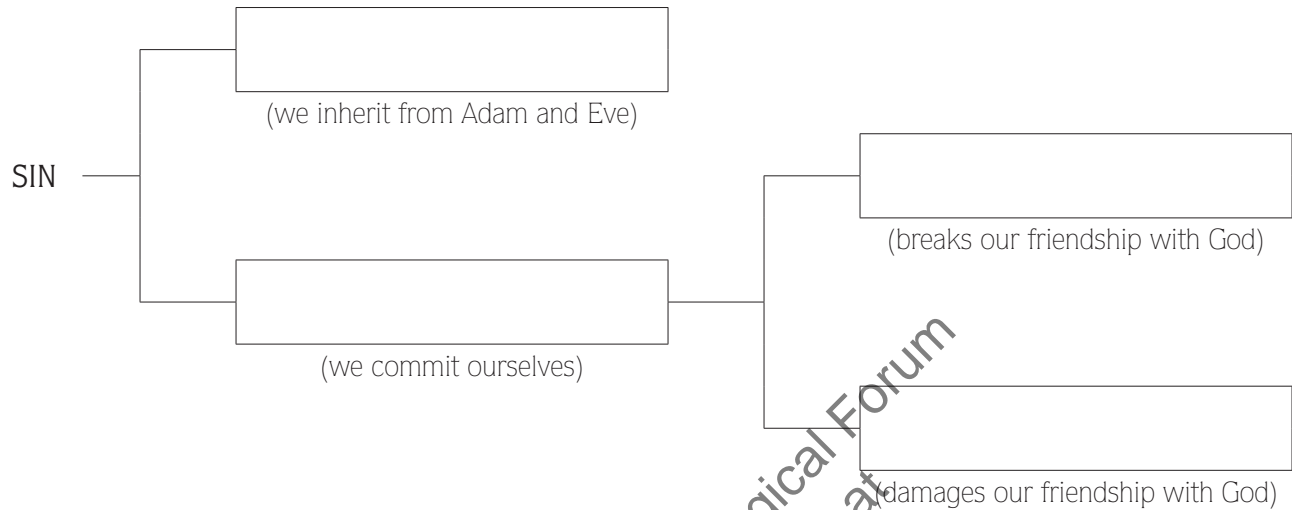 (we inherit from Adam and Eve)
SIN
(breaks our friendship with God)
(we commit ourselves)
(damages our friendship with God)
Forum